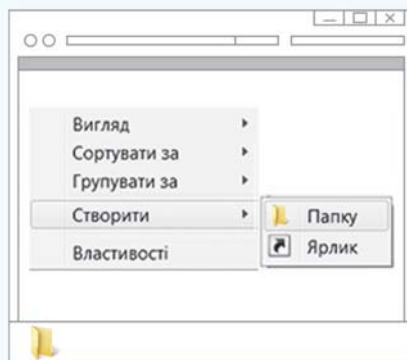 Вигляд
Сортувати за
Групувати за
Створити
Папку
Ярлик
Властивості